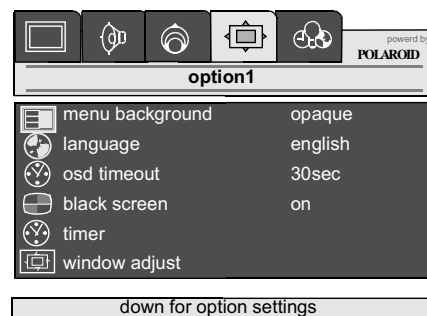 powerd by
POLAROID
option1
menu background opaque
language english
osd timeout 30sec
black screen on
timer
window adjust
down for option settings